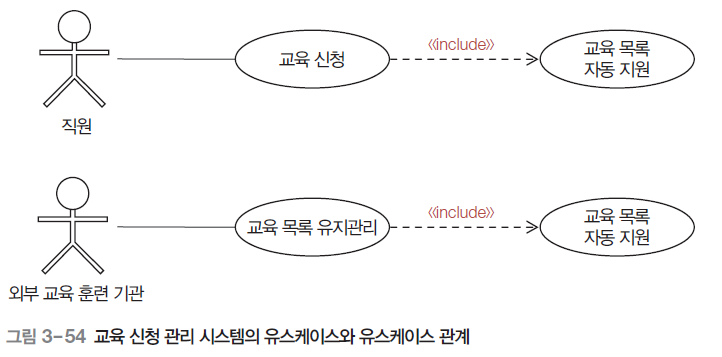 직원
교육 신청
《include》
교육 목록
자동 지원
외부 교육 훈련 기관
교육 목록 유지관리
《include》
교육 목록
자동 지원
그림 3-54 교육 신청 관리 시스템의 유스케이스와 유스케이스 관계